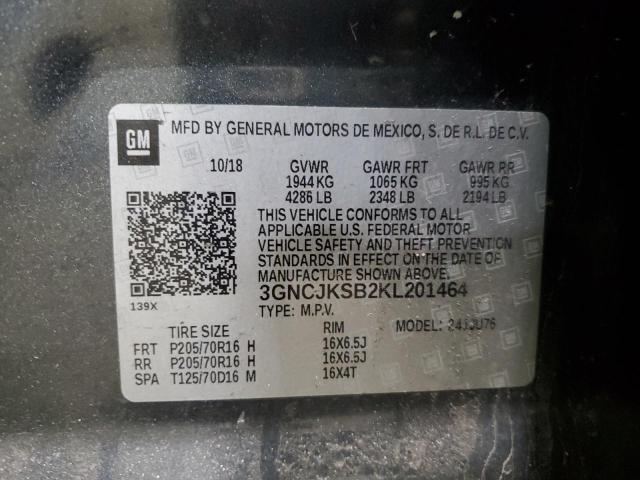 GM
MFD BY GENERAL MOTORS DE MEXICO, S. DE R.L. DE C.V.
10/18 GVWR GAWR FRT GAWR RR
1944 KG 1065 KG 995 KG
4286 LB 2348 LB 2194 LB
THIS VEHICLE CONFORMS TO ALL
APPLICABLE U.S. FEDERAL MOTOR
VEHICLE SAFETY AND THEFT PREVENTION
STANDARDS IN EFFECT ON THE DATE OF
MANUFACTURE SHOWN ABOVE.
3GNCJKSB2KL201464
139X TYPE: M.P.V.
TIRE SIZE RIM MODEL:
FRT P205/70R16 H 16X6.5J
RR P205/70R16 H 16X6.5J
SPA T125/70D16 M 16X4T